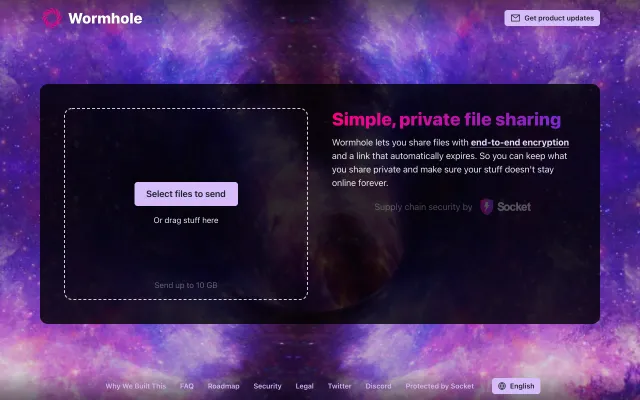 Wormhole
Get product updates
Simple, private file sharing
Wormhole lets you share files with end-to-end encryption
and a link that automatically expires. So you can keep what
you share private and make sure your stuff doesn't stay
online forever.
Supply chain security by Socket
Select files to send
Or drag stuff here
Send up to 10 GB
Why We Built This FAQ Roadmap Security Legal Twitter Discord Protected by Socket English